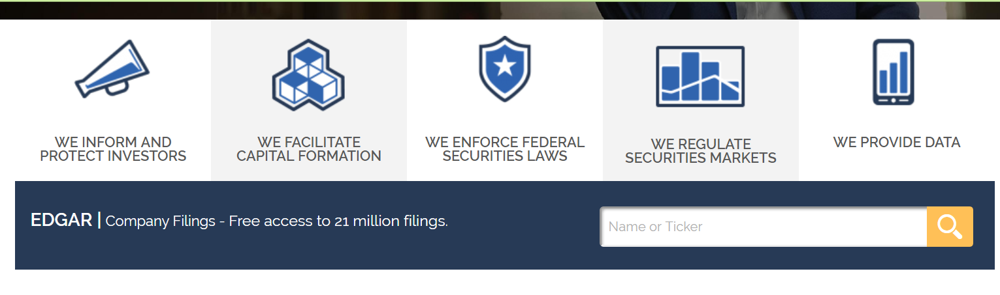 WE INFORM AND
PROTECT INVESTORS
WE FACILITATE
CAPITAL FORMATION
WE ENFORCE FEDERAL
SECURITIES LAWS
WE REGULATE
SECURITIES MARKETS
WE PROVIDE DATA
EDGAR | Company Filings - Free access to 21 million filings.
Name or Ticker